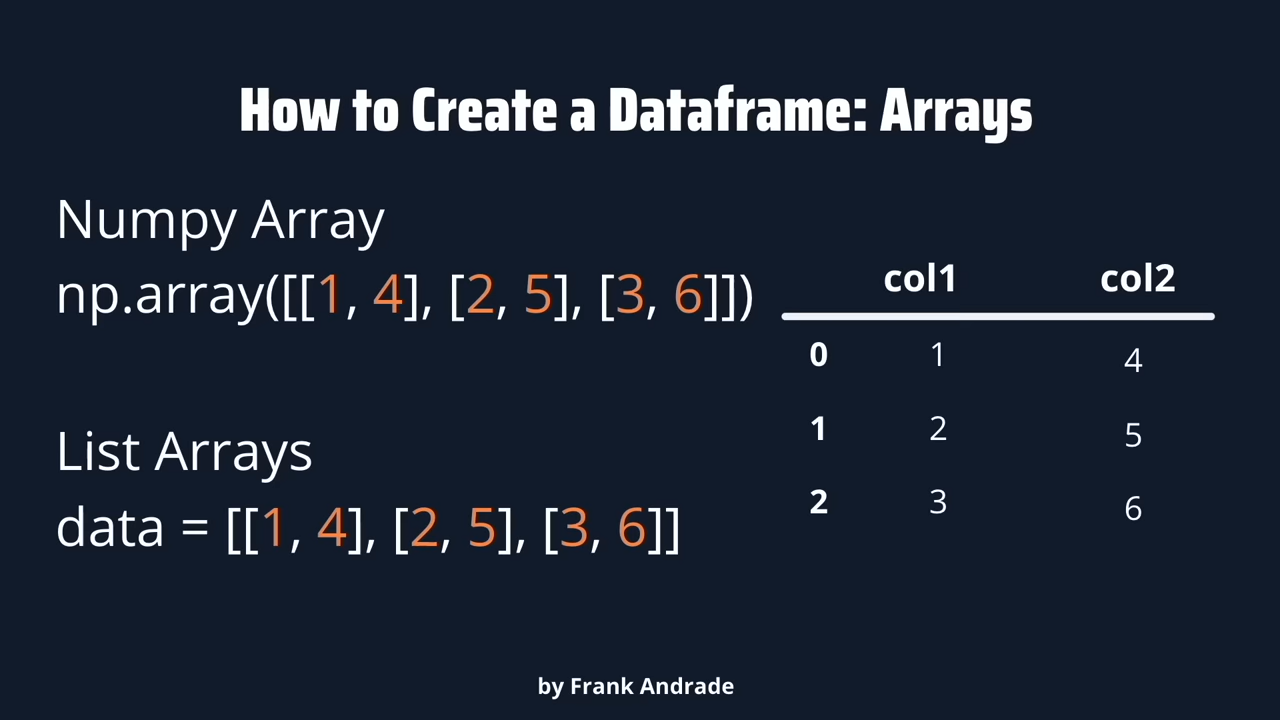 How to Create a Dataframe: Arrays
Numpy Array
np.array([[1, 4], [2, 5], [3, 6]])
List Arrays
data = [[1, 4], [2, 5], [3, 6]]
col1 col2
0 1 4
1 2 5
2 3 6
by Frank Andrade